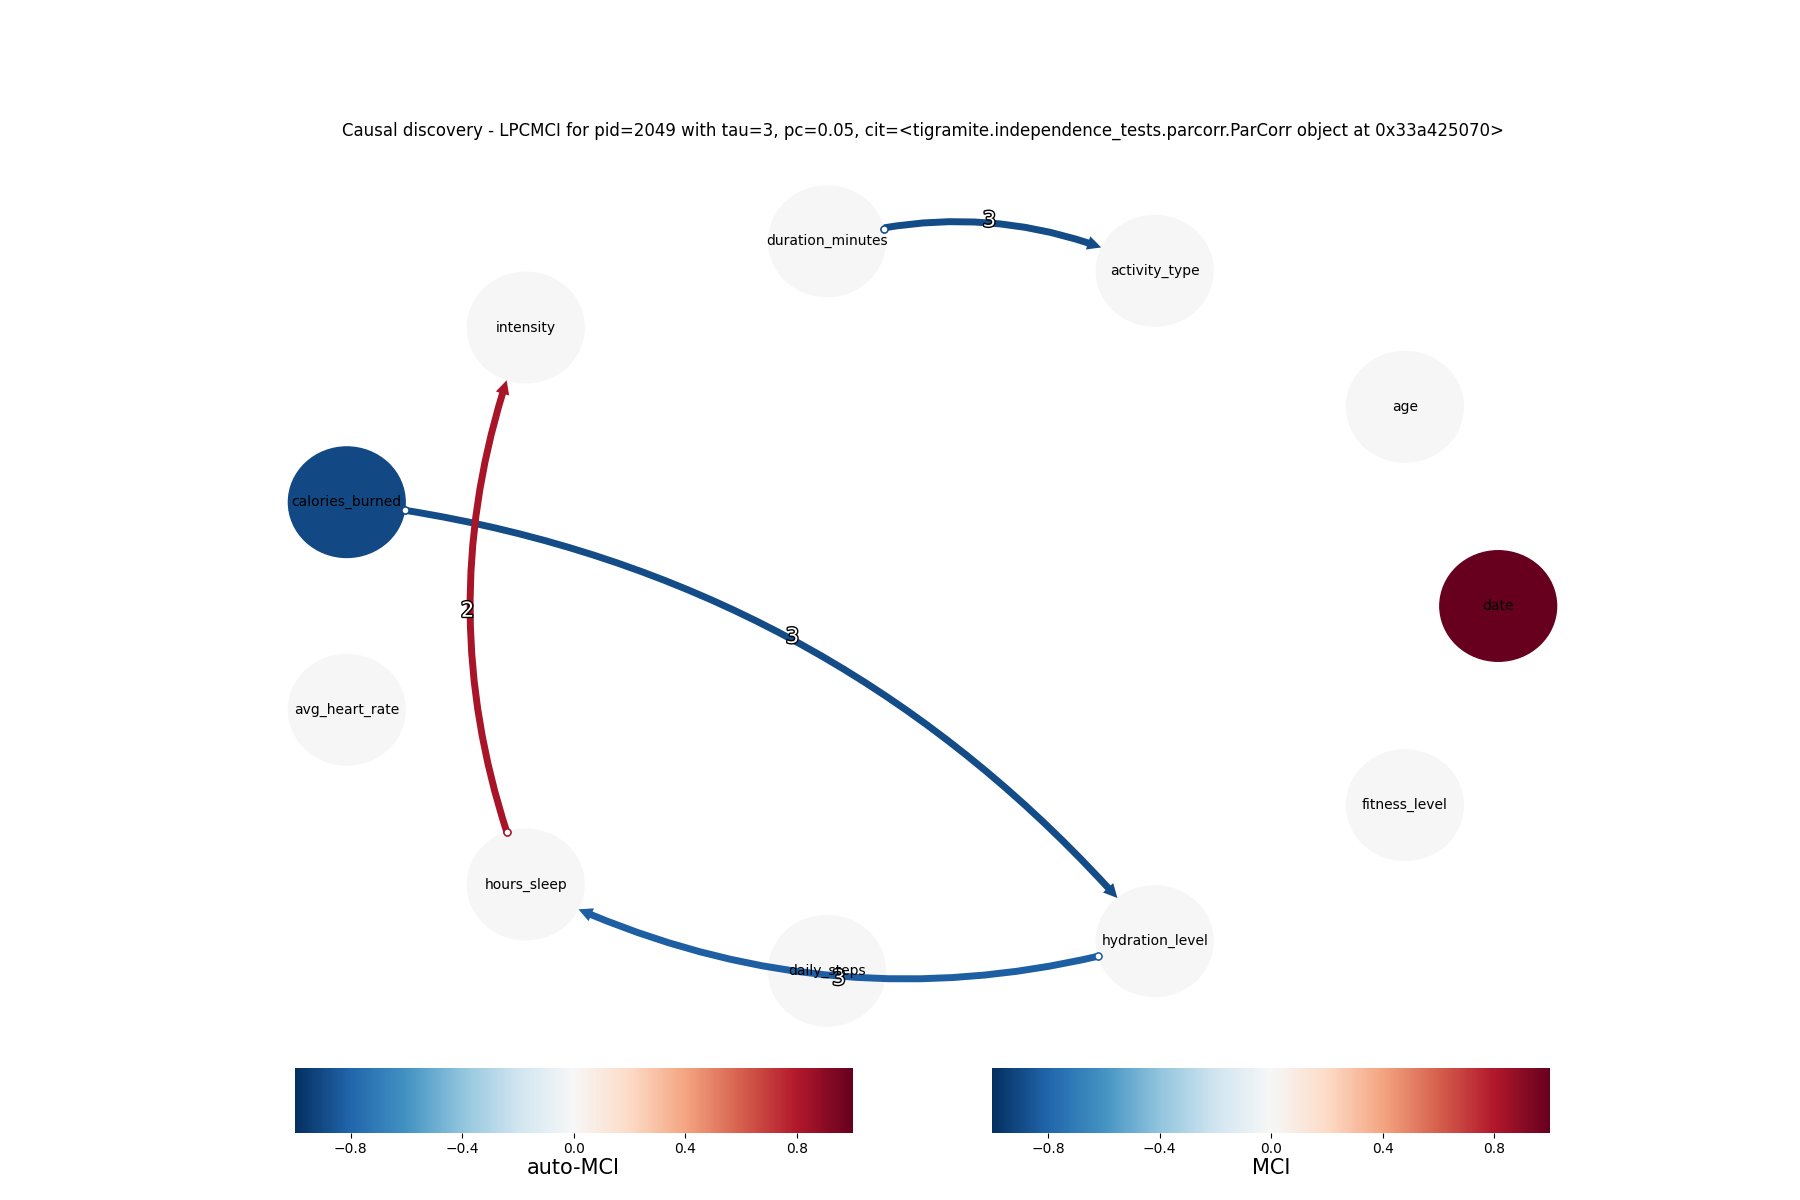 Causal discovery - LPCMCI for pid=2049 with tau=3, pc=0.05, cit=<tigramite.independence_tests.parcorr.ParCorr object at 0x33a425070>
3
duration_minutes
activity_type
intensity
age
calories_burned
date
2
3
avg_heart_rate
fitness_level
hours_sleep
hydration_level
daily_steps
3
−0.8 −0.4 0.0 0.4 0.8
auto-MCI
−0.8 −0.4 0.0 0.4 0.8
MCI